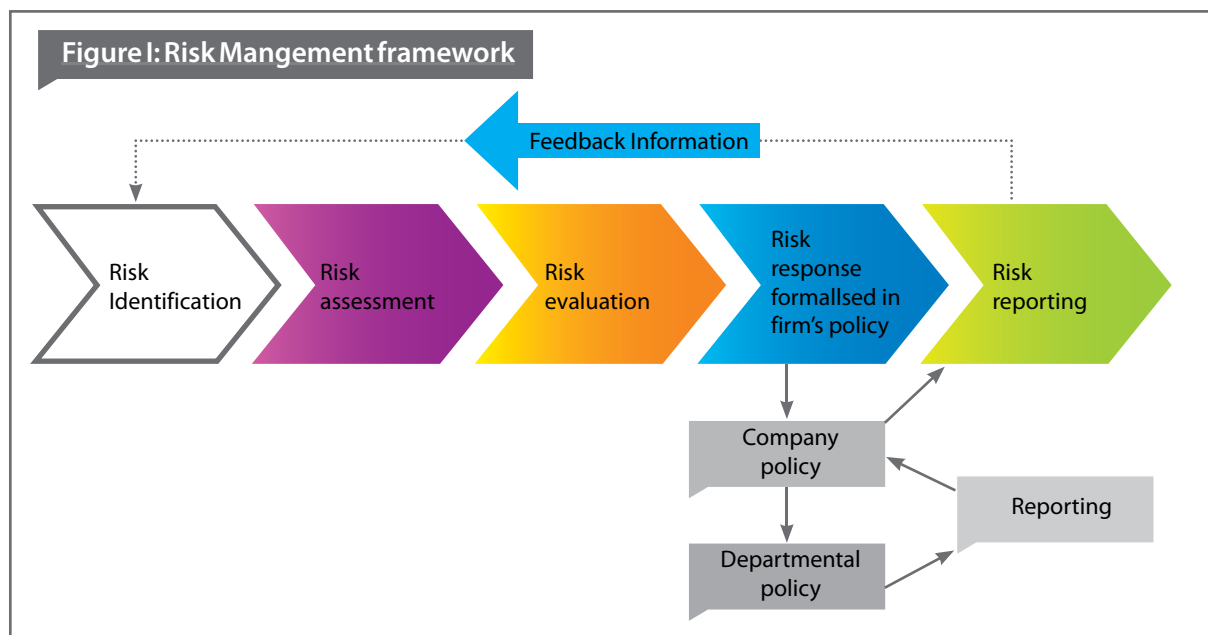 Figure I: Risk Mangement framework
Feedback Information
Risk
Identification
Risk
assessment
Risk
evaluation
Risk
response
formallsed in
firm's policy
Risk
reporting
Company
policy
Reporting
Departmental
policy